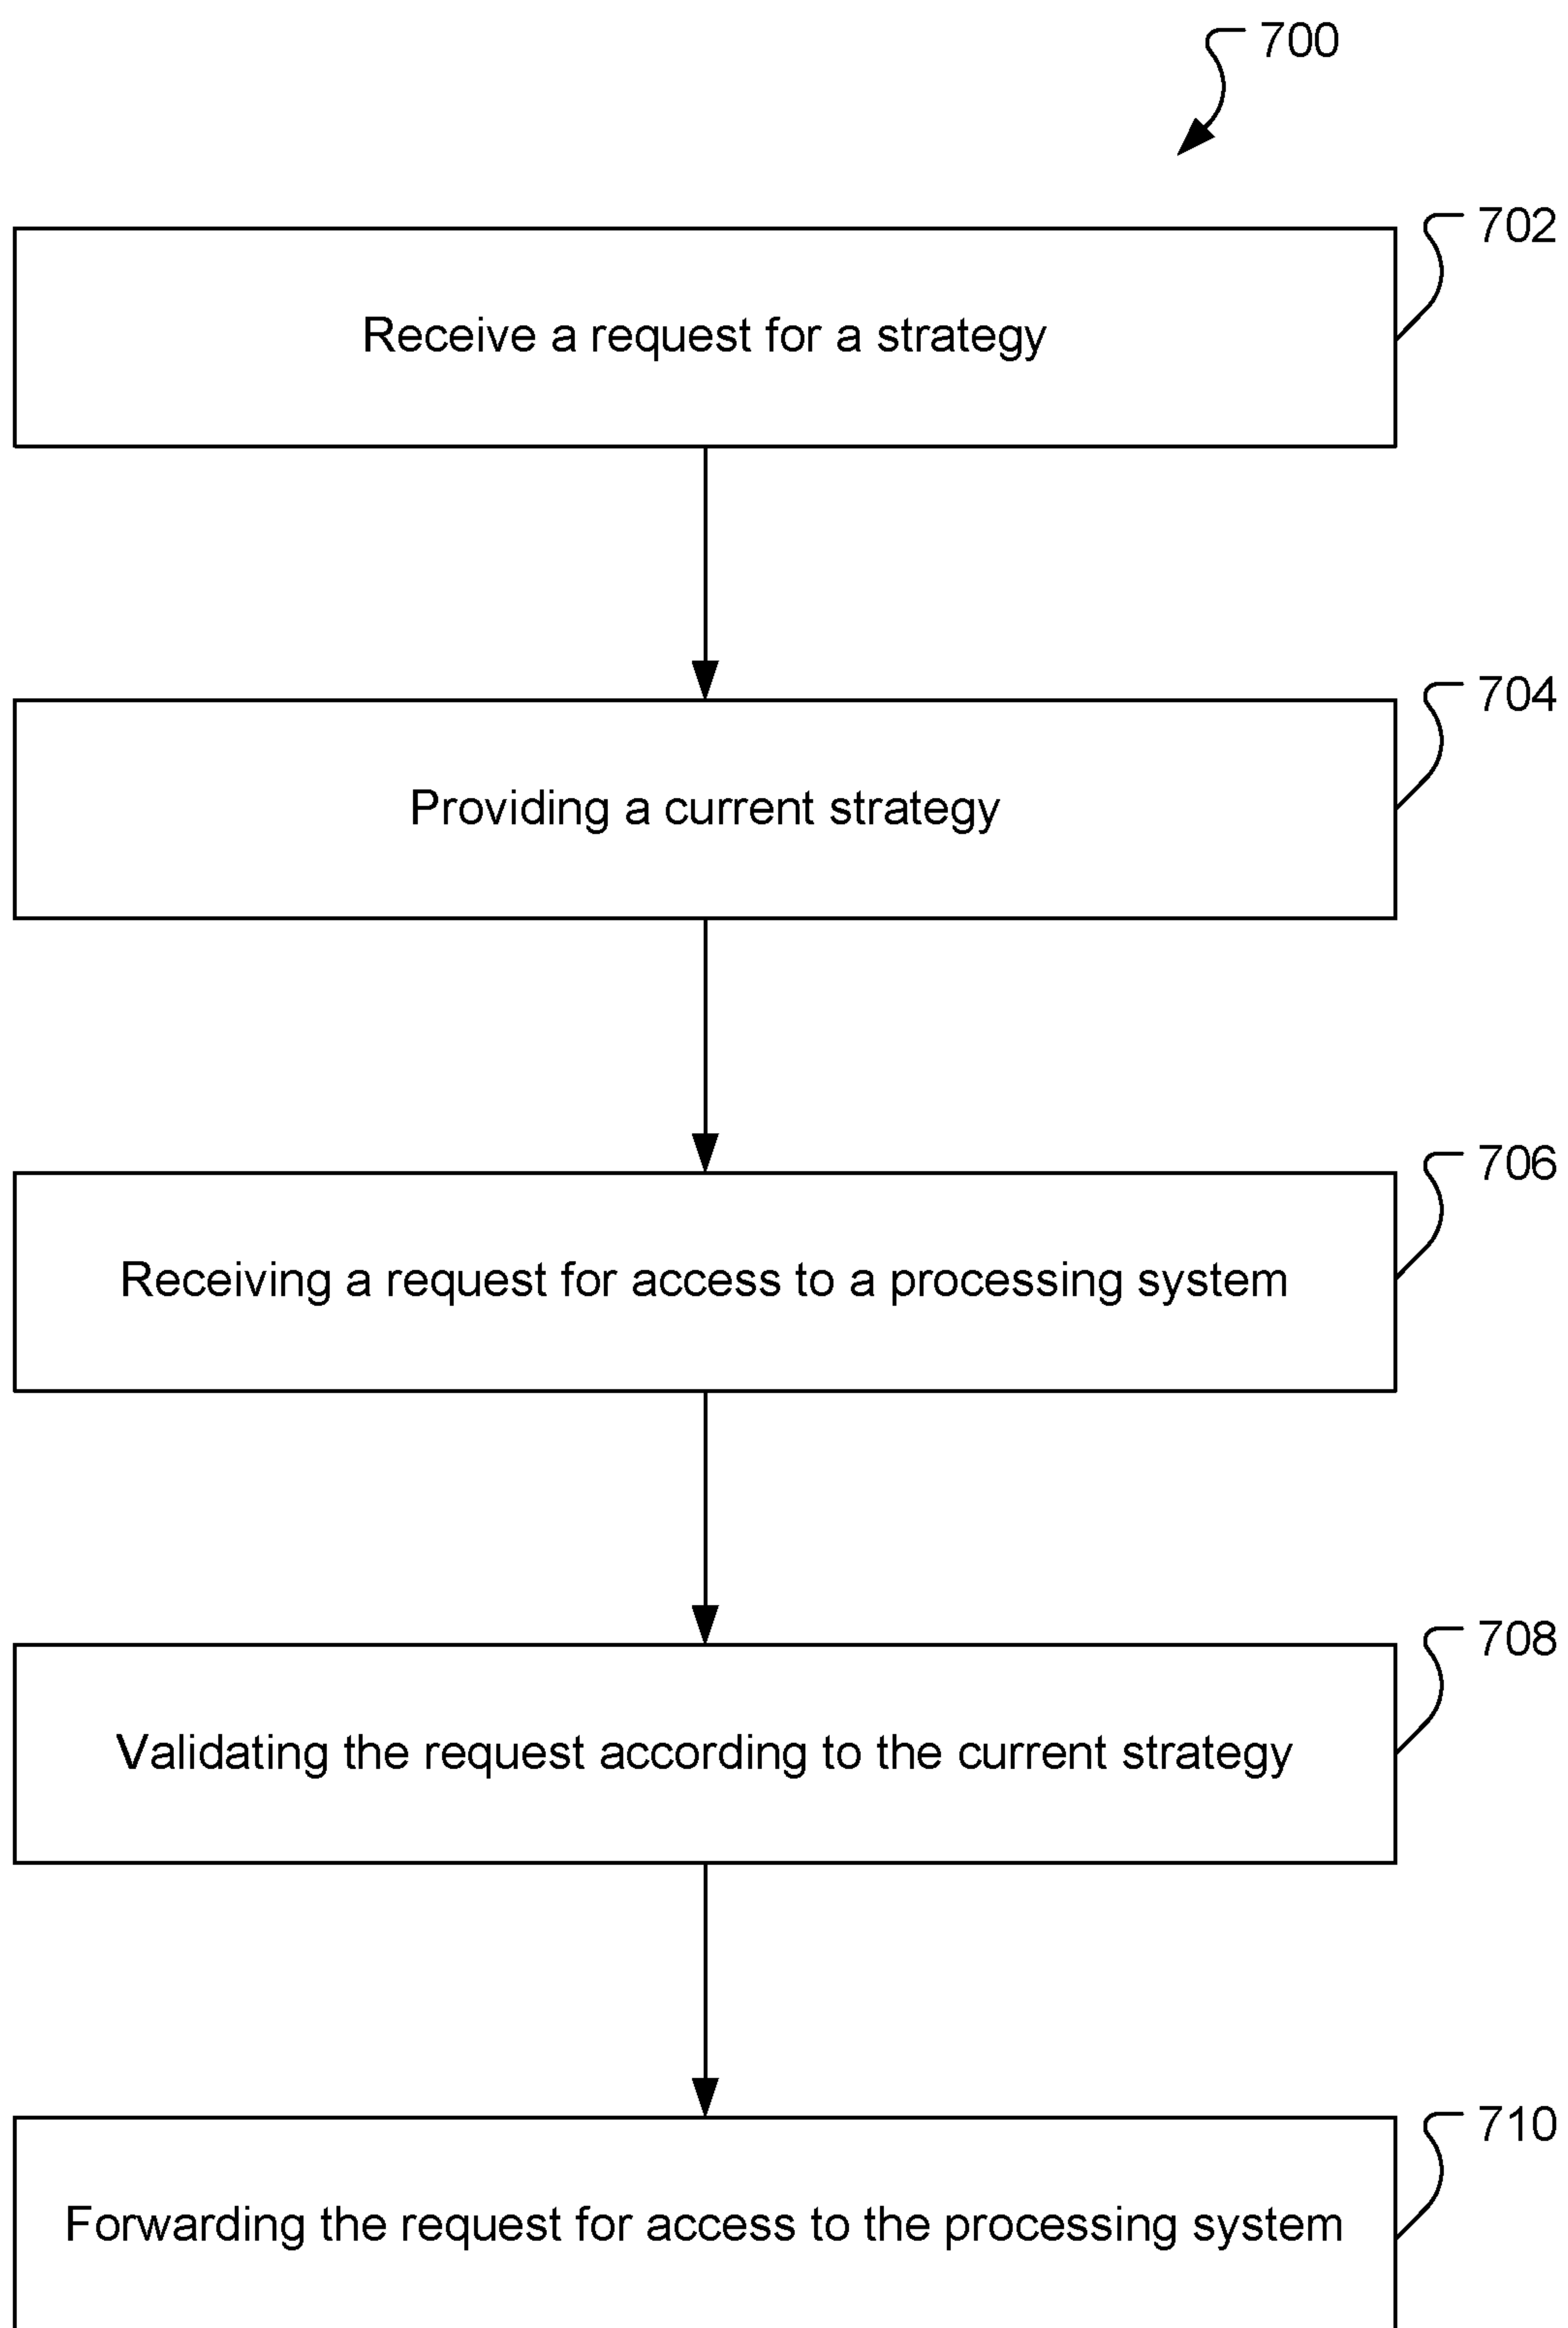 700
702
Receive a request for a strategy
704
Providing a current strategy
706
Receiving a request for access to a processing system
708
Validating the request according to the current strategy
710
Forwarding the request for access to the processing system